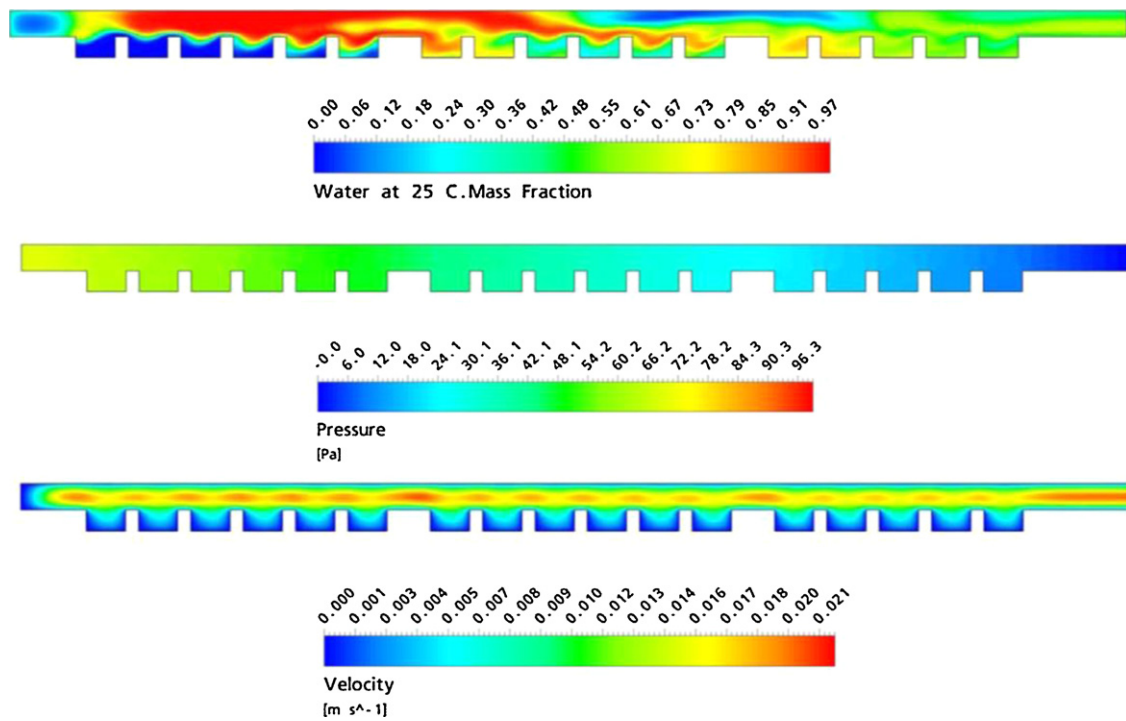 0.00 0.06 0.12 0.18 0.24 0.30 0.36 0.42 0.48 0.55 0.61 0.67 0.73 0.79 0.85 0.91 0.97
Water at 25 C.Mass Fraction
-0.0 6.0 12.0 18.0 24.1 30.1 36.1 42.1 48.1 54.2 60.2 66.2 72.2 78.2 84.3 90.3 96.3
Pressure
[Pa]
0.000 0.001 0.003 0.004 0.005 0.007 0.008 0.009 0.010 0.012 0.013 0.014 0.016 0.017 0.018 0.020 0.021
Velocity
[m s^-1]